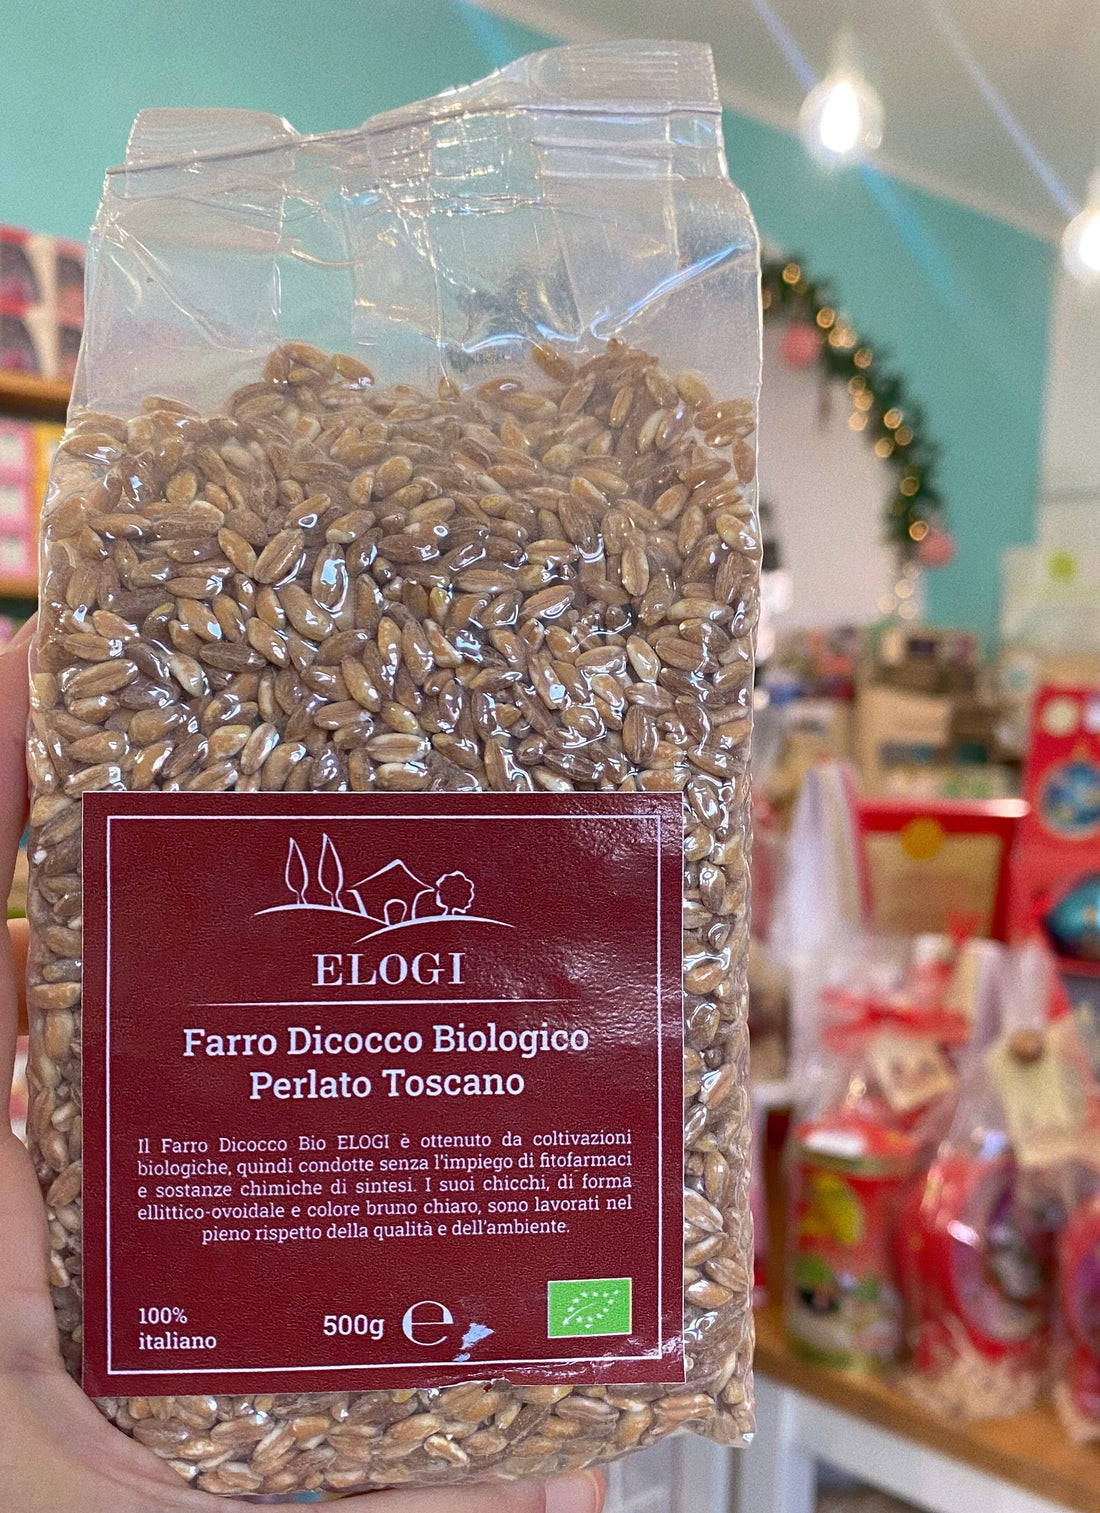 ELOGI
Farro Dicocco Biologico
Perlato Toscano
Il Farro Dicocco Bio ELOGI è ottenuto da coltivazioni
biologiche, quindi condotte senza l'impiego di fitofarmaci
e sostanze chimiche di sintesi. I suoi chicchi, di forma
ellittico-ovoidale e colore bruno chiaro, sono lavorati nel
pieno rispetto della qualità e dell'ambiente.
100%
italiano
500g ℮